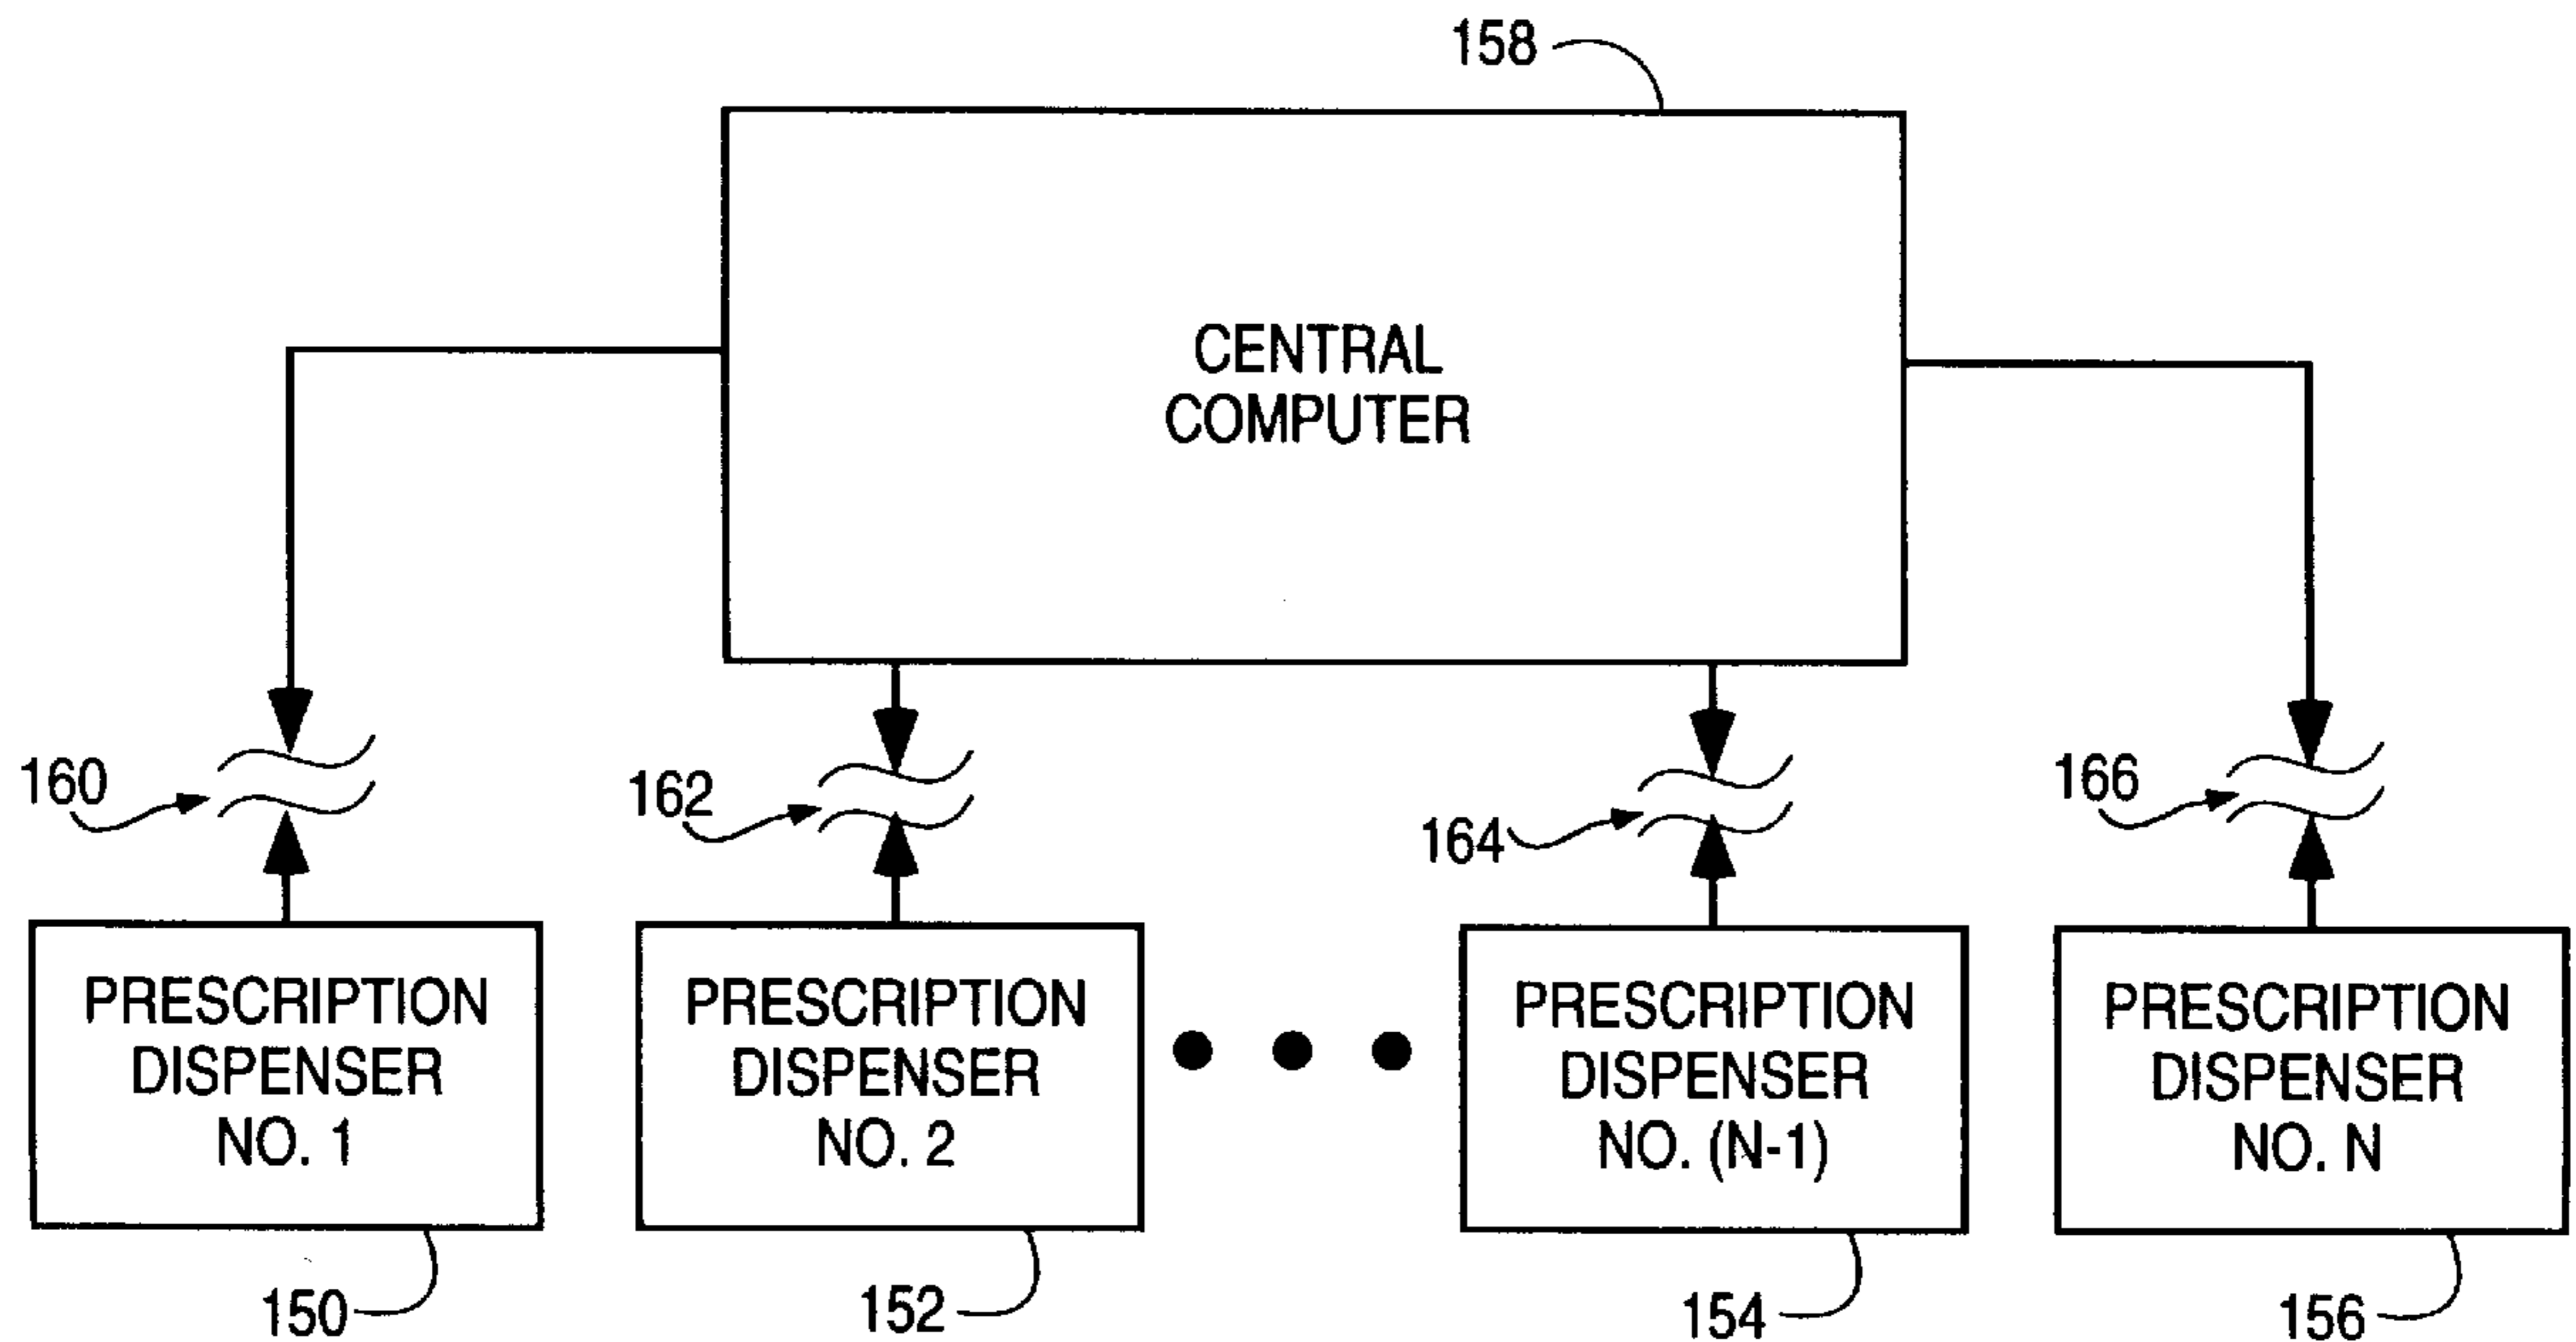 158
CENTRAL
COMPUTER
160
162
164
166
PRESCRIPTION
DISPENSER
NO. 1
PRESCRIPTION
DISPENSER
NO. 2
PRESCRIPTION
DISPENSER
NO. (N-1)
PRESCRIPTION
DISPENSER
NO. N
150
152
154
156